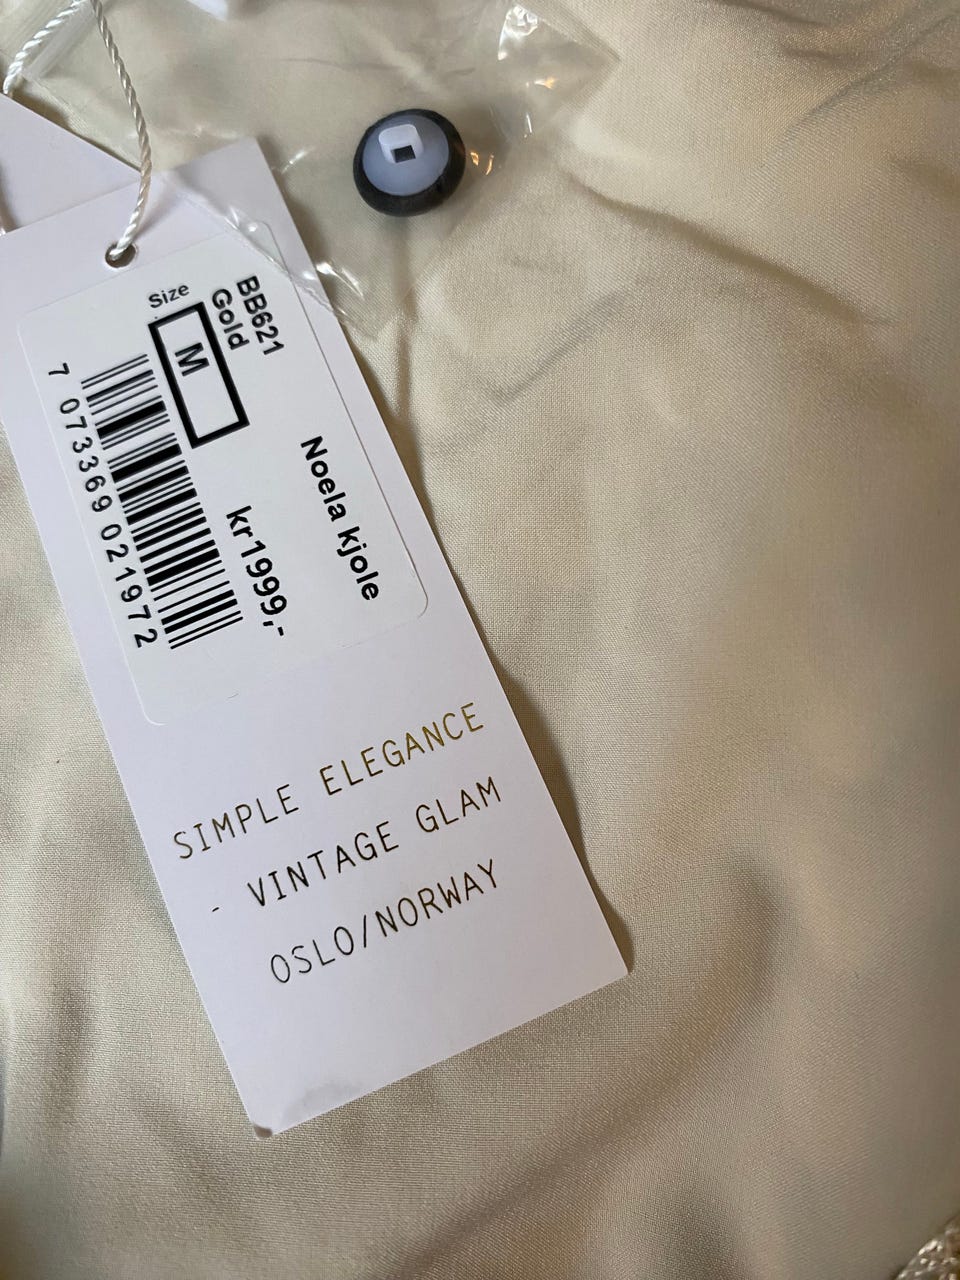 BB621
Gold
Size
M
Noela kjole
kr1999,-
7 073369 021972
SIMPLE ELEGANCE
- VINTAGE GLAM
OSLO/NORWAY